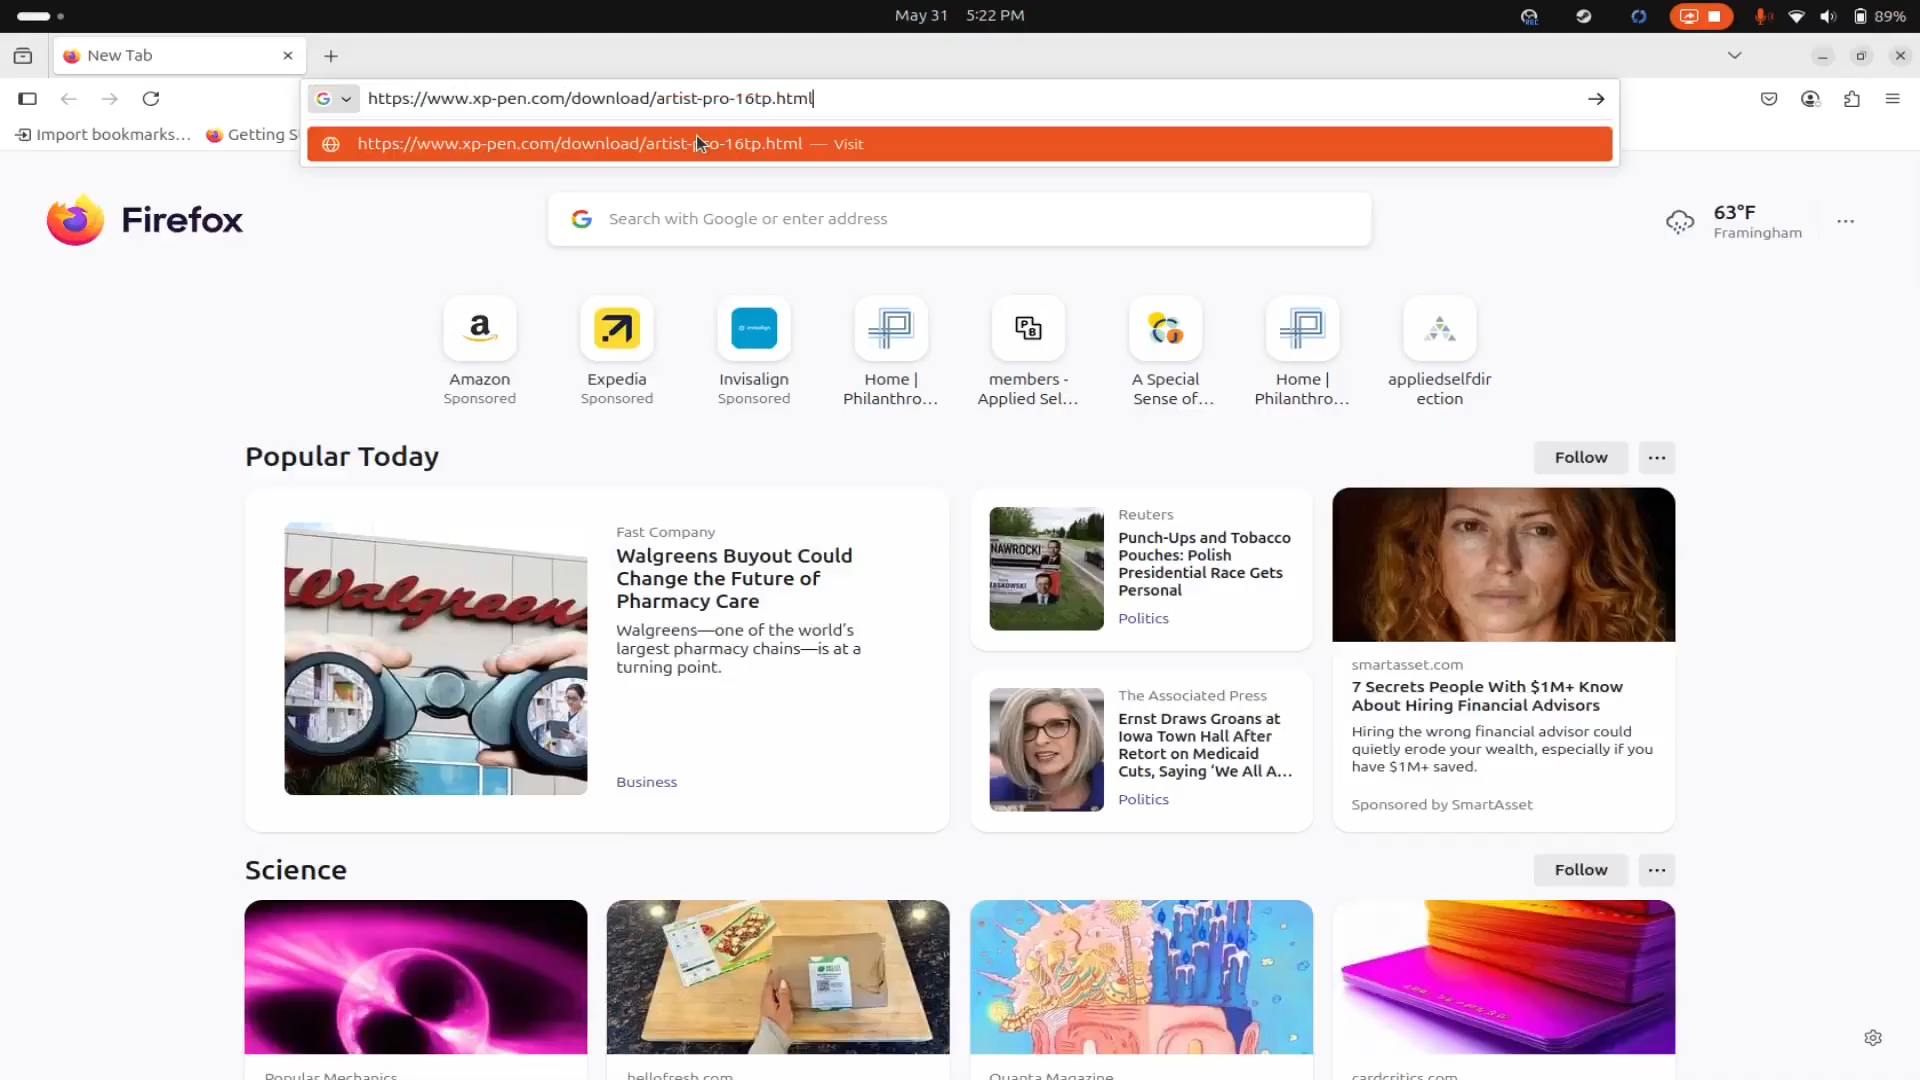 May 31 5:22 PM
REC
89%
New Tab
https://www.xp-pen.com/download/artist-pro-16tp.html
Import bookmarks...
Getting S
https://www.xp-pen.com/download/artist-pro-16tp.html — Visit
Firefox
Search with Google or enter address
63°F
Framingham
a
Amazon
Sponsored
Expedia
Sponsored
invisalign
Invisalign
Sponsored
Home |
Philanthro...
P
B
members -
Applied Sel...
A Special
Sense of...
Home |
Philanthro...
appliedselfdir
ection
Popular Today
Follow
Walgreens
Fast Company
Walgreens Buyout Could
Change the Future of
Pharmacy Care
Walgreens—one of the world's
largest pharmacy chains—is at a
turning point.
Business
NAWROCKI
Reuters
Punch-Ups and Tobacco
Pouches: Polish
Presidential Race Gets
Personal
Politics
The Associated Press
Ernst Draws Groans at
Iowa Town Hall After
Retort on Medicaid
Cuts, Saying ‘We All A...
Politics
smartasset.com
7 Secrets People With $1M+ Know
About Hiring Financial Advisors
Hiring the wrong financial advisor could
quietly erode your wealth, especially if you
have $1M+ saved.
Sponsored by SmartAsset
Science
Follow
Popular Mechanics
hellofresh.com
Quanta Magazine
cardcritics.com